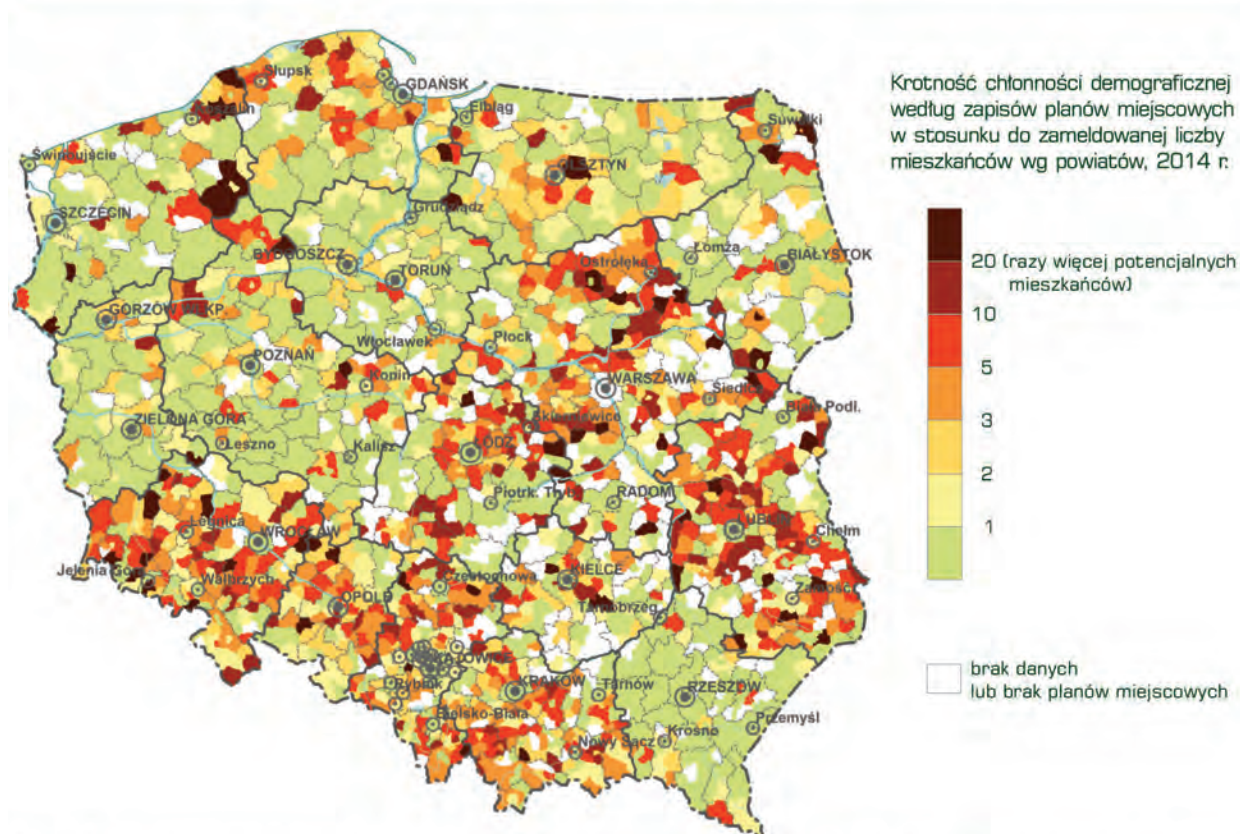 Krotność chłonności demograficznej
według zapisów planów miejscowych
w stosunku do zameldowanej liczby
mieszkańców wg powiatów, 2014 r.
20 (razy więcej potencjalnych
mieszkańców)
10
5
3
2
1
brak danych
lub brak planów miejscowych
Słupsk
GDAŃSK
Elbląg
Suwałki
Świnoujście
OLSZTYN
SZCZECIN
Grudziądz
BYDGOSZCZ
TORUŃ
Ostrołęka
Łomża
BIAŁYSTOK
GORZÓW WLKP.
Włocławek
Płock
POZNAŃ
Konin
WARSZAWA
Siedlce
Biała Podl.
ZIELONA GÓRA
Leszno
Kalisz
Skierniewice
ŁÓDŹ
Piotrk. Tryb.
RADOM
LUBLIN
Chełm
Legnica
WROCŁAW
Jelenia Góra
Wałbrzych
OPOLE
Częstochowa
KIELCE
Zamość
Tarnobrzeg
KATOWICE
Rybnik
KRAKÓW
Tarnów
RZESZÓW
Przemyśl
Bielsko-Biała
Nowy Sącz
Krosno